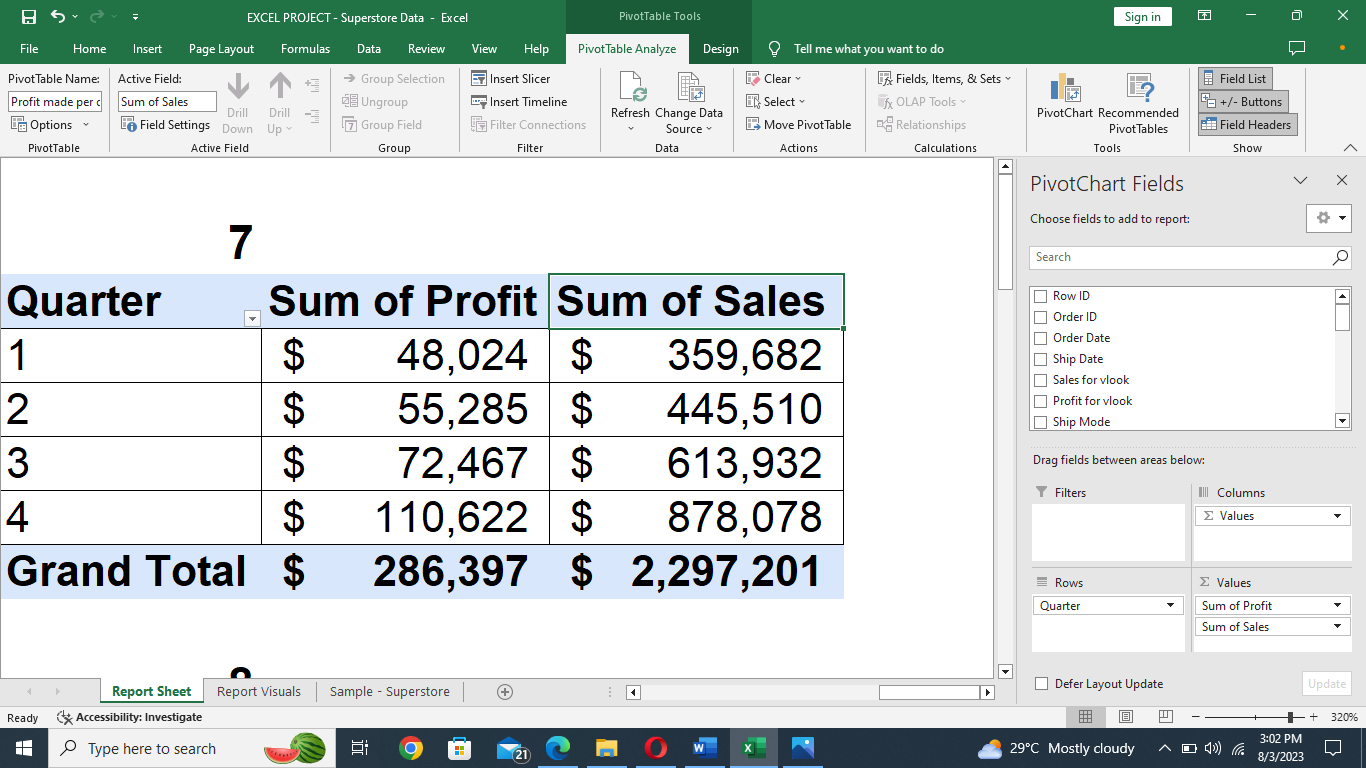 EXCEL PROJECT - Superstore Data - Excel
PivotTable Tools
Sign in
File Home Insert Page Layout Formulas Data Review View Help PivotTable Analyze Design Tell me what you want to do
PivotTable Name:
Profit made per
Options
PivotTable
Active Field:
Sum of Sales
Field Settings
Drill Down
Drill Up
Active Field
Group Selection
Ungroup
Group Field
Group
Insert Slicer
Insert Timeline
Filter Connections
Filter
Refresh
Change Data Source
Data
Clear
Select
Move PivotTable
Actions
Fields, Items, & Sets
OLAP Tools
Relationships
Calculations
PivotChart
Recommended PivotTables
Tools
Field List
+/- Buttons
Field Headers
Show
7
Quarter Sum of Profit Sum of Sales
1 $ 48,024 $ 359,682
2 $ 55,285 $ 445,510
3 $ 72,467 $ 613,932
4 $ 110,622 $ 878,078
Grand Total $ 286,397 $ 2,297,201
PivotChart Fields
Choose fields to add to report:
Search
Row ID
Order ID
Order Date
Ship Date
Sales for vlook
Profit for vlook
Ship Mode
Drag fields between areas below:
Filters
Columns
Σ Values
Rows
Quarter
Σ Values
Sum of Profit
Sum of Sales
Defer Layout Update
Update
Report Sheet Report Visuals Sample - Superstore
Ready Accessibility: Investigate
320%
Type here to search
21
29°C Mostly cloudy
3:02 PM
8/3/2023